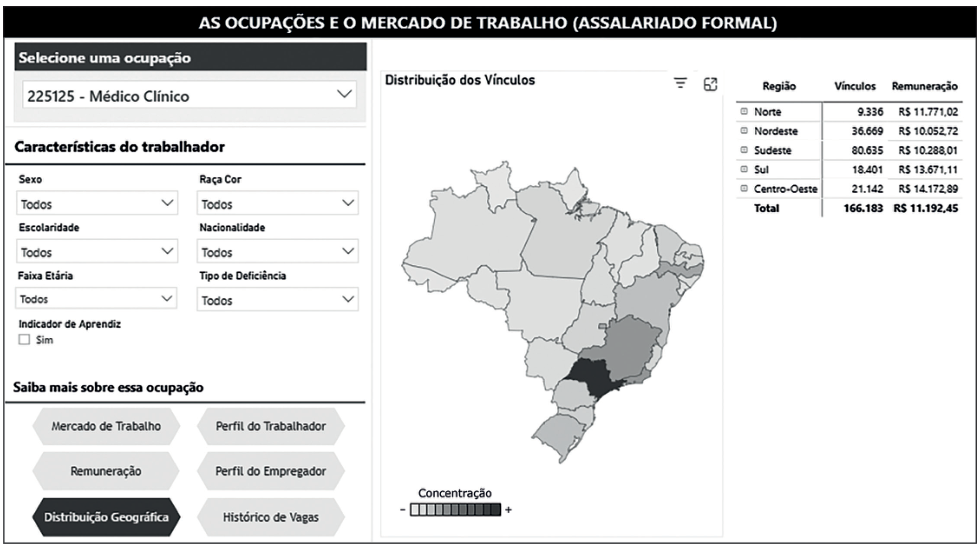 AS OCUPAÇÕES E O MERCADO DE TRABALHO (ASSALARIADO FORMAL)
Selecione uma ocupação
225125 - Médico Clínico
Características do trabalhador
Sexo
Raça Cor
Todos
Todos
Escolaridade
Nacionalidade
Todos
Todos
Faixa Etária
Tipo de Deficiência
Todos
Todos
Indicador de Aprendiz
Sim
Saiba mais sobre essa ocupação
Mercado de Trabalho
Perfil do Trabalhador
Remuneração
Perfil do Empregador
Distribuição Geográfica
Histórico de Vagas
Distribuição dos Vínculos
Concentração
- +
Região Vínculos Remuneração
Norte 9.336 R$ 11.771,02
Nordeste 36.669 R$ 10.052,72
Sudeste 80.635 R$ 10.288,01
Sul 18.401 R$ 13.671,11
Centro-Oeste 21.142 R$ 14.172,89
Total 166.183 R$ 11.192,45